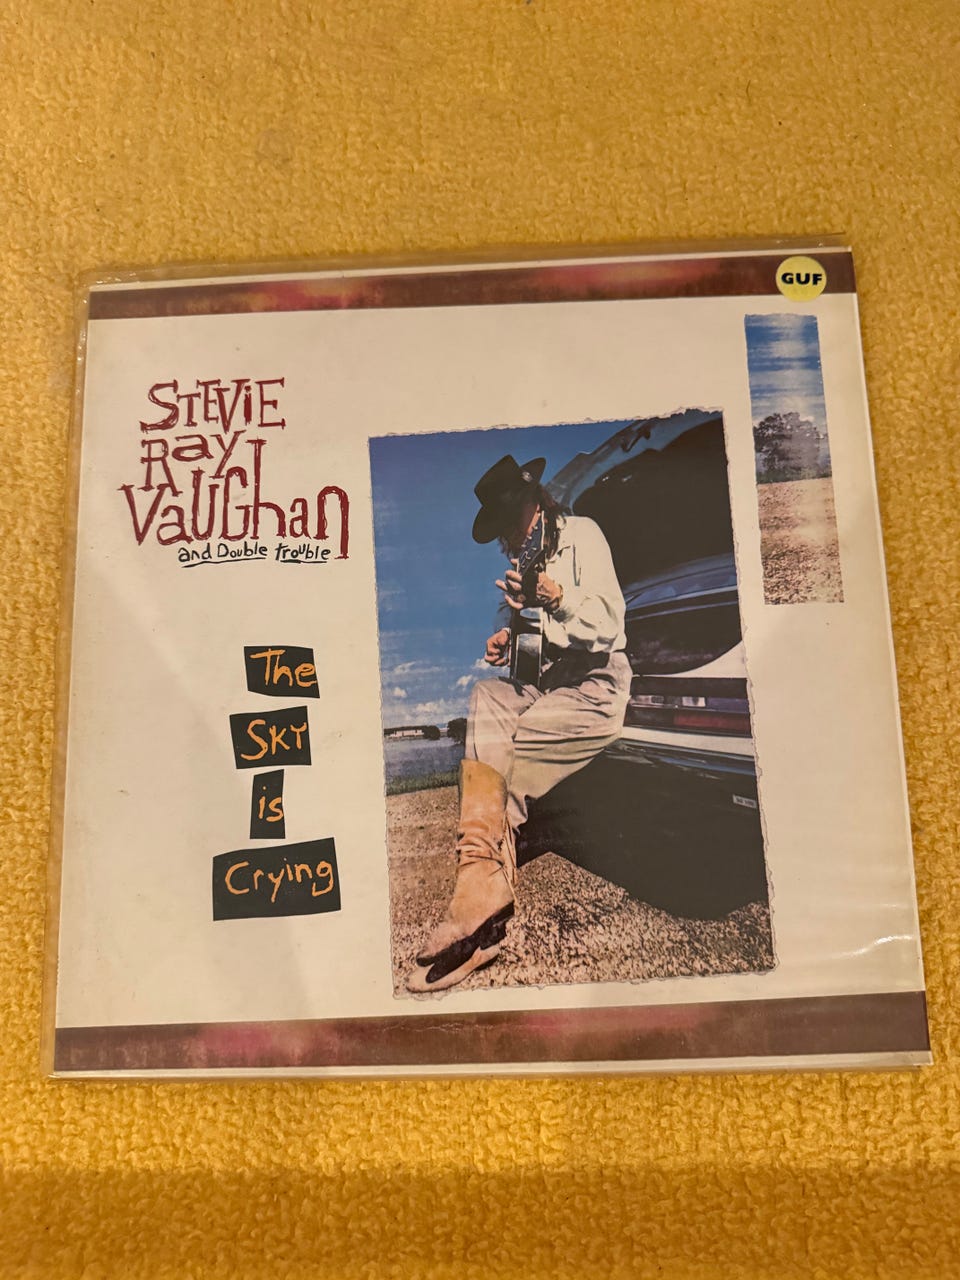 GUF
STEViE
Ray
VaUGhan
and Double trouble
The
SKY
is
Crying